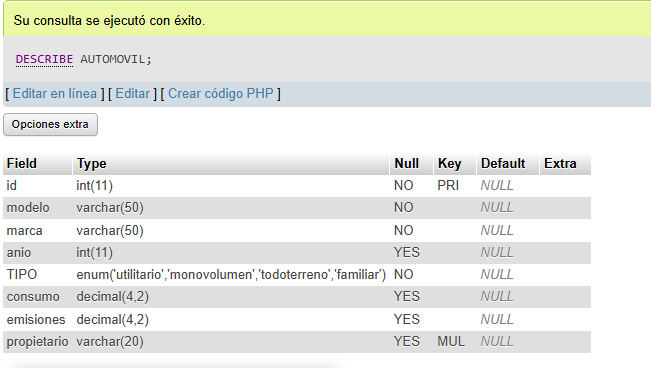 Su consulta se ejecutó con éxito.
DESCRIBE AUTOMOVIL;
[ Editar en línea ] [ Editar ] [ Crear código PHP ]
Opciones extra
Field Type Null Key Default Extra
id int(11) NO PRI NULL
modelo varchar(50) NO NULL
marca varchar(50) NO NULL
anio int(11) YES NULL
TIPO enum('utilitario','monovolumen','todoterreno','familiar') NO NULL
consumo decimal(4,2) YES NULL
emisiones decimal(4,2) YES NULL
propietario varchar(20) YES MUL NULL